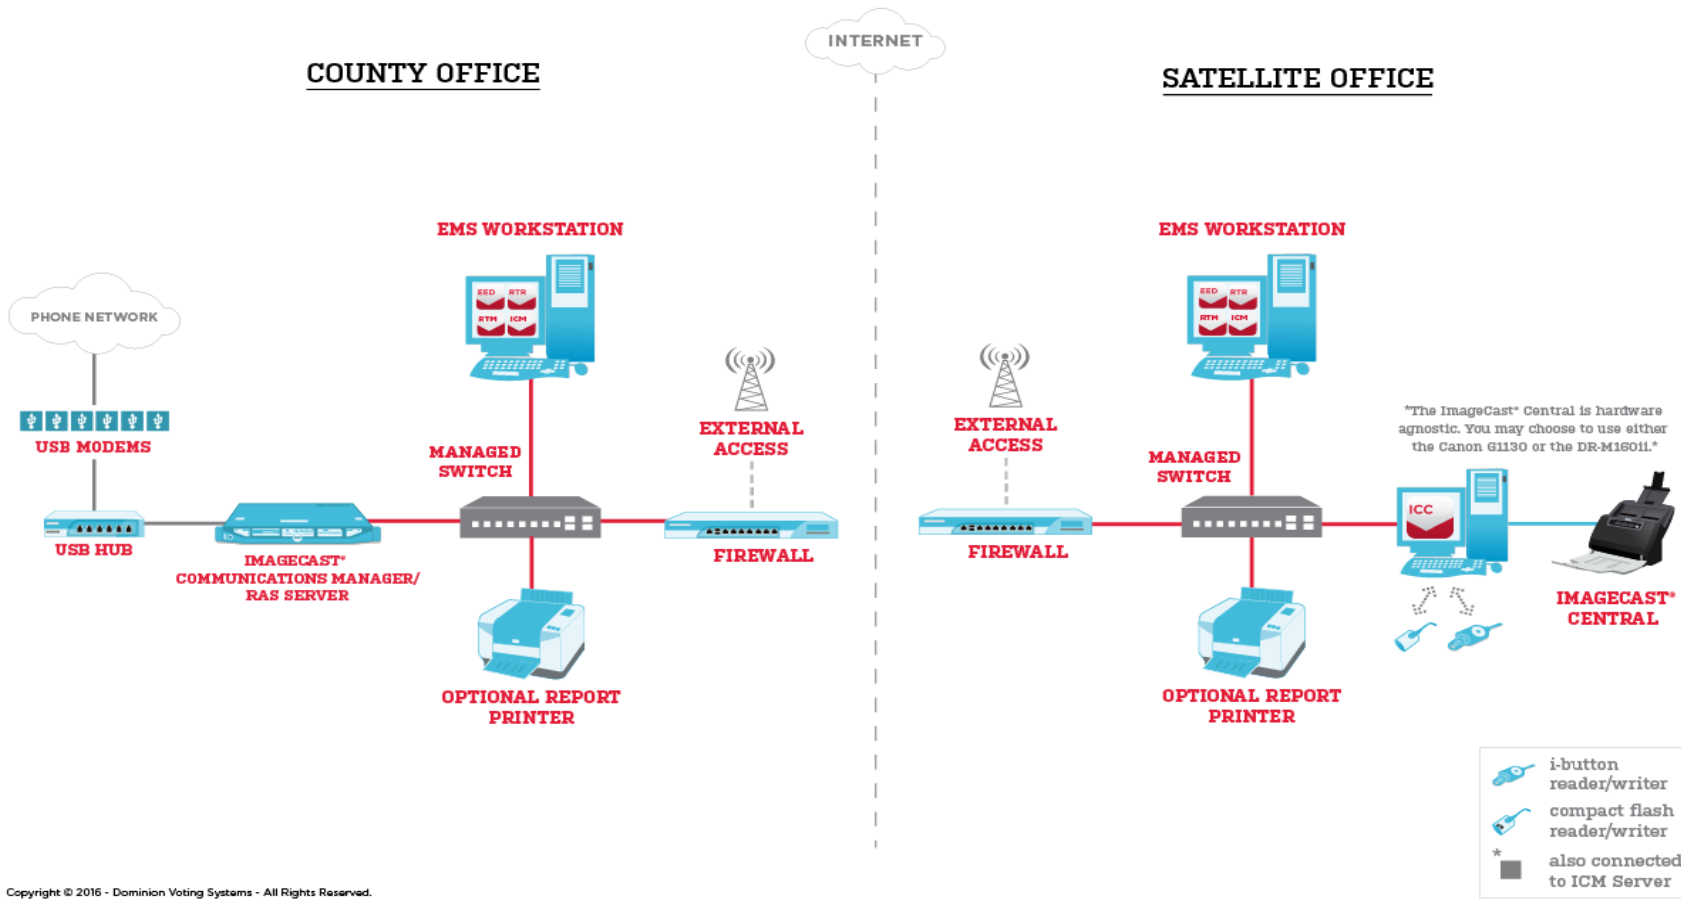 INTERNET
COUNTY OFFICE
SATELLITE OFFICE
EMS WORKSTATION
EED RTR
RTM ICM
PHONE NETWORK
USB MODEMS
MANAGED
SWITCH
EXTERNAL
ACCESS
USB HUB
IMAGECAST®
COMMUNICATIONS MANAGER/
RAS SERVER
FIREWALL
OPTIONAL REPORT
PRINTER
EMS WORKSTATION
EED RTR
RTM ICM
EXTERNAL
ACCESS
MANAGED
SWITCH
*The ImageCast® Central is hardware
agnostic. You may choose to use either
the Canon G1130 or the DR-M160ii.*
ICC
FIREWALL
IMAGECAST®
CENTRAL
OPTIONAL REPORT
PRINTER
i-button
reader/writer
compact flash
reader/writer
* also connected
to ICM Server
Copyright © 2016 - Dominion Voting Systems - All Rights Reserved.